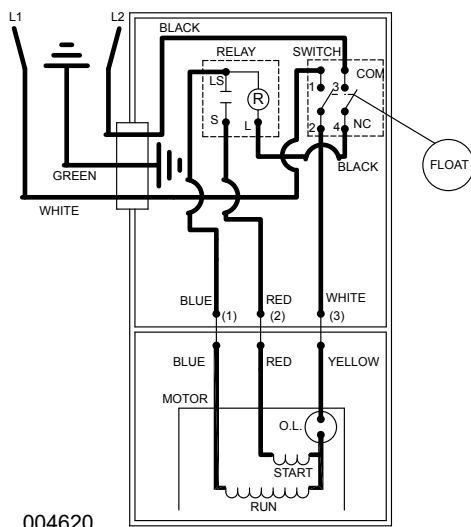 L1
L2
BLACK
RELAY
SWITCH
LS
COM
1 3
R
S
L
2 4
NC
BLACK
FLOAT
GREEN
WHITE
BLUE
RED
WHITE
(1)
(2)
(3)
BLUE
RED
YELLOW
MOTOR
O.L.
START
RUN
004620